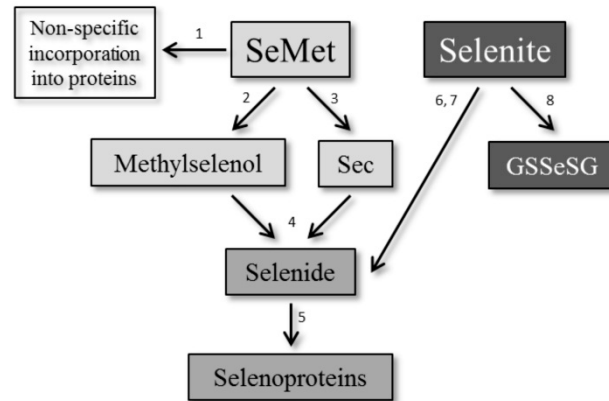 Non-specific
incorporation
into proteins
1
SeMet
Selenite
2
3
6, 7
8
Methylselenol
Sec
GSSeSG
4
Selenide
5
Selenoproteins